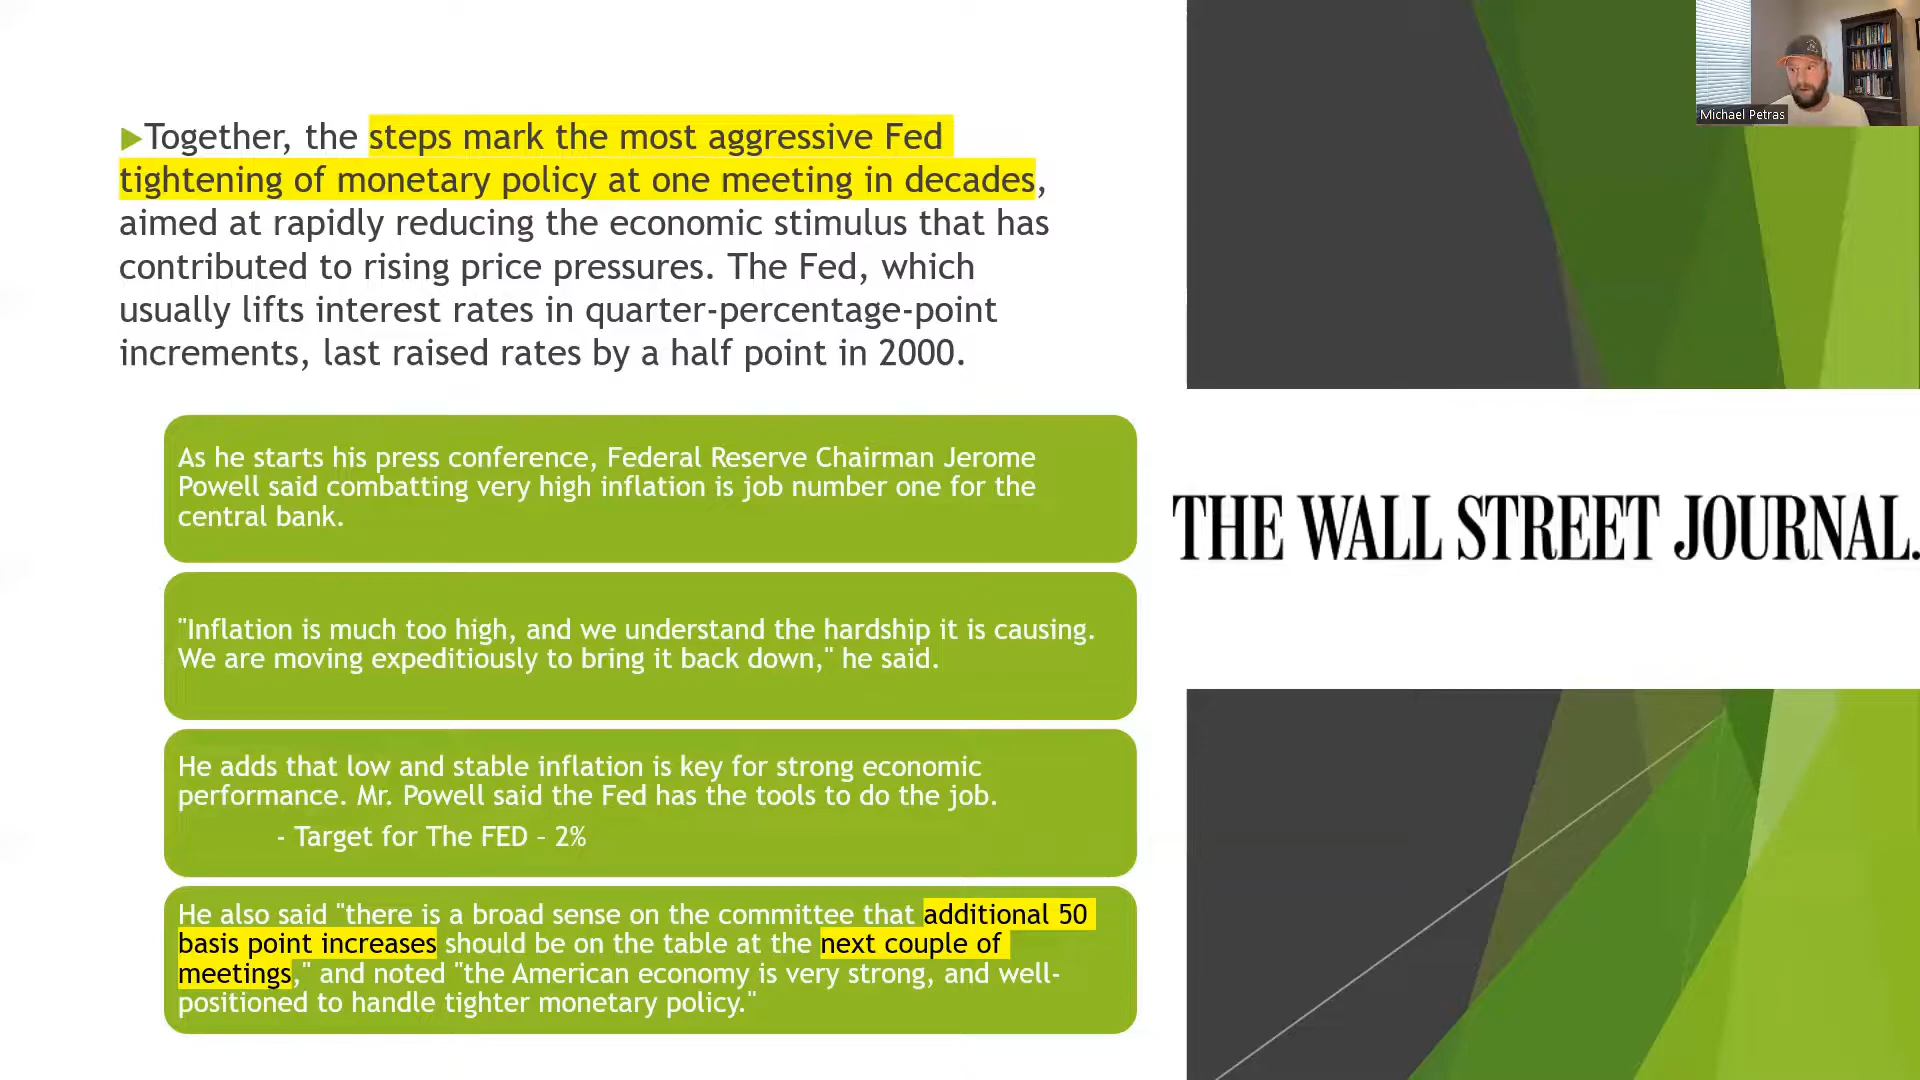 Michael Petras
Together, the steps mark the most aggressive Fed
tightening of monetary policy at one meeting in decades,
aimed at rapidly reducing the economic stimulus that has
contributed to rising price pressures. The Fed, which
usually lifts interest rates in quarter-percentage-point
increments, last raised rates by a half point in 2000.
As he starts his press conference, Federal Reserve Chairman Jerome
Powell said combatting very high inflation is job number one for the
central bank.
"Inflation is much too high, and we understand the hardship it is causing.
We are moving expeditiously to bring it back down," he said.
He adds that low and stable inflation is key for strong economic
performance. Mr. Powell said the Fed has the tools to do the job.
- Target for The FED – 2%
He also said "there is a broad sense on the committee that additional 50
basis point increases should be on the table at the next couple of
meetings," and noted "the American economy is very strong, and well-
positioned to handle tighter monetary policy."
THE WALL STREET JOURNAL.